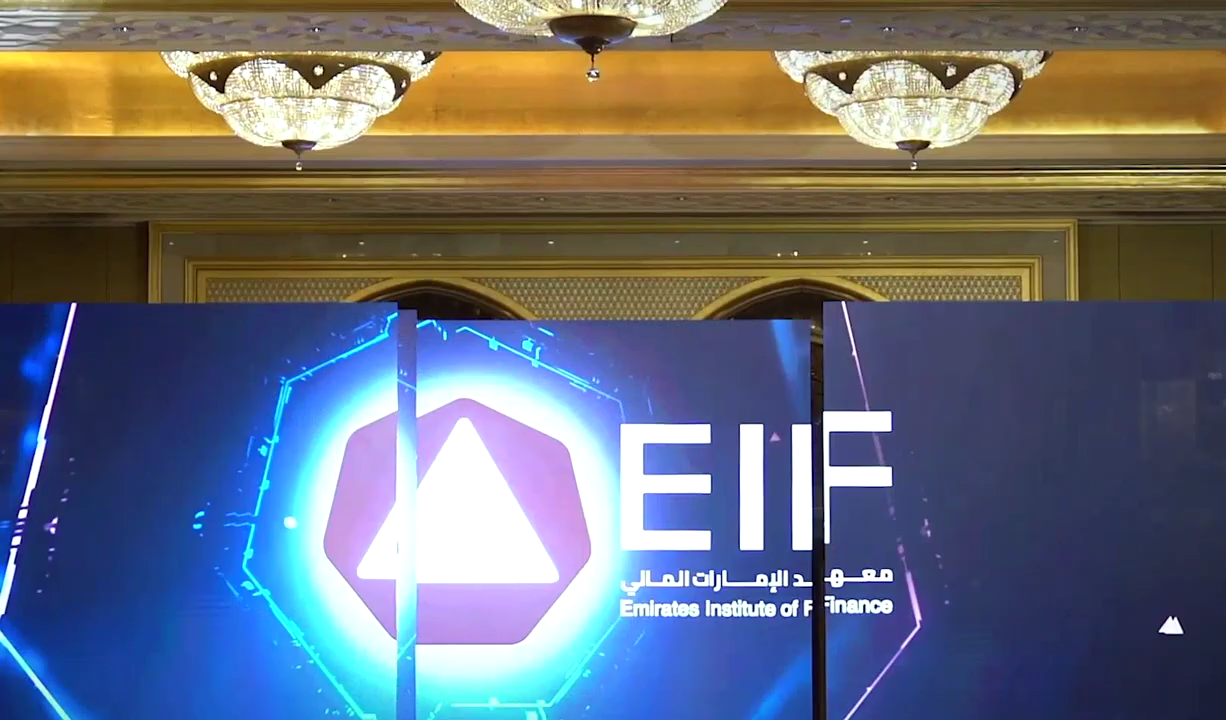 EIF
معهد الإمارات المالي
Emirates Institute of Finance